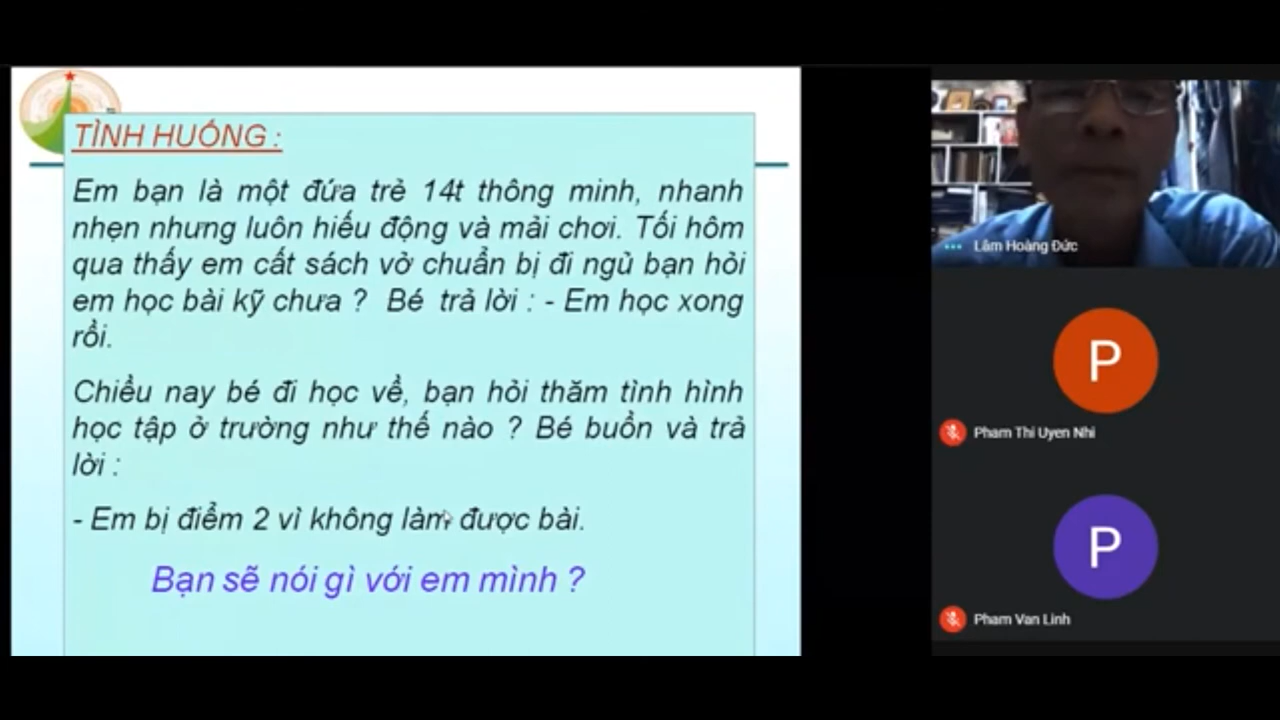 TÌNH HUỐNG :
Em bạn là một đứa trẻ 14t thông minh, nhanh
nhẹn nhưng luôn hiếu động và mải chơi. Tối hôm
qua thấy em cất sách vở chuẩn bị đi ngủ bạn hỏi
em học bài kỹ chưa ? Bé trả lời : - Em học xong
rồi.
Chiều nay bé đi học về, bạn hỏi thăm tình hình
học tập ở trường như thế nào ? Bé buồn và trả
lời :
- Em bị điểm 2 vì không làm được bài.
Bạn sẽ nói gì với em mình ?
Lâm Hoàng Đức
P
Pham Thi Uyen Nhi
P
Pham Van Linh